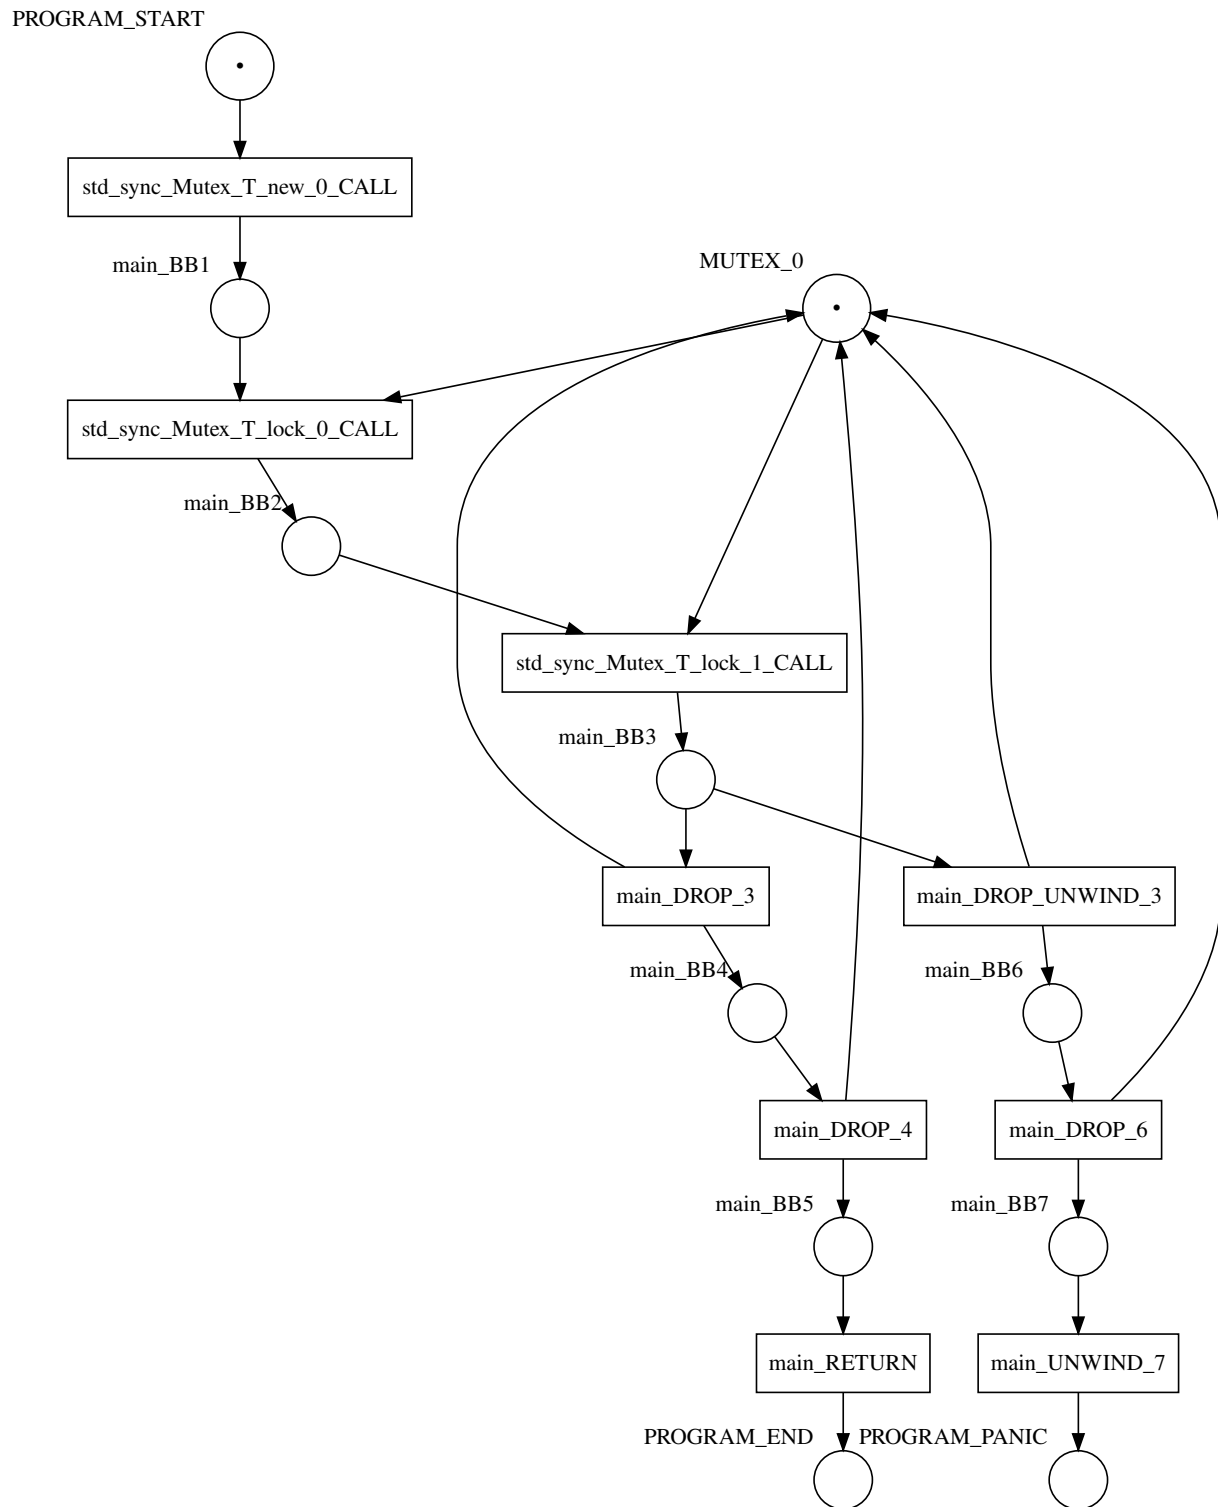 PROGRAM_START
std_sync_Mutex_T_new_0_CALL
main_BB1
MUTEX_0
std_sync_Mutex_T_lock_0_CALL
main_BB2
std_sync_Mutex_T_lock_1_CALL
main_BB3
main_DROP_3
main_DROP_UNWIND_3
main_BB4
main_BB6
main_DROP_4
main_DROP_6
main_BB5
main_BB7
main_RETURN
main_UNWIND_7
PROGRAM_END
PROGRAM_PANIC